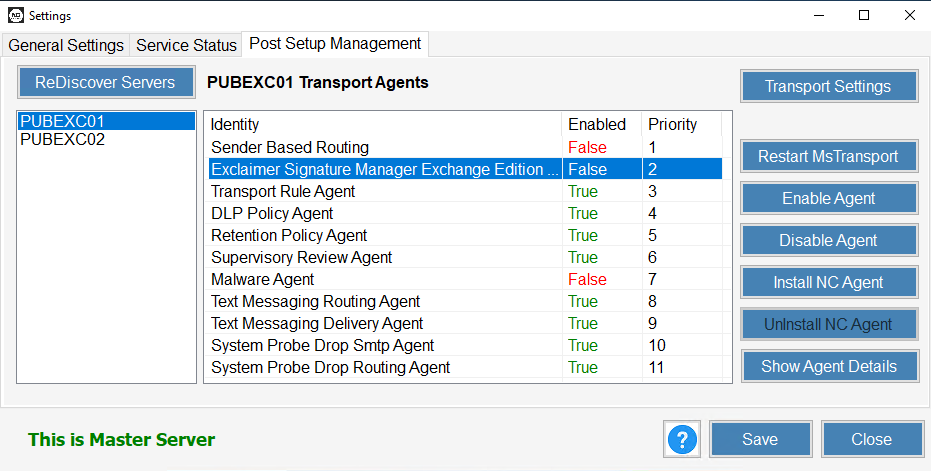 Settings
General Settings Service Status Post Setup Management
ReDiscover Servers PUBEXC01 Transport Agents Transport Settings
PUBEXC01
PUBEXC02
Identity Enabled Priority
Sender Based Routing False 1
Exclaimer Signature Manager Exchange Edition ... False 2
Transport Rule Agent True 3
DLP Policy Agent True 4
Retention Policy Agent True 5
Supervisory Review Agent True 6
Malware Agent False 7
Text Messaging Routing Agent True 8
Text Messaging Delivery Agent True 9
System Probe Drop Smtp Agent True 10
System Probe Drop Routing Agent True 11
Restart MsTransport
Enable Agent
Disable Agent
Install NC Agent
UnInstall NC Agent
Show Agent Details
This is Master Server ? Save Close